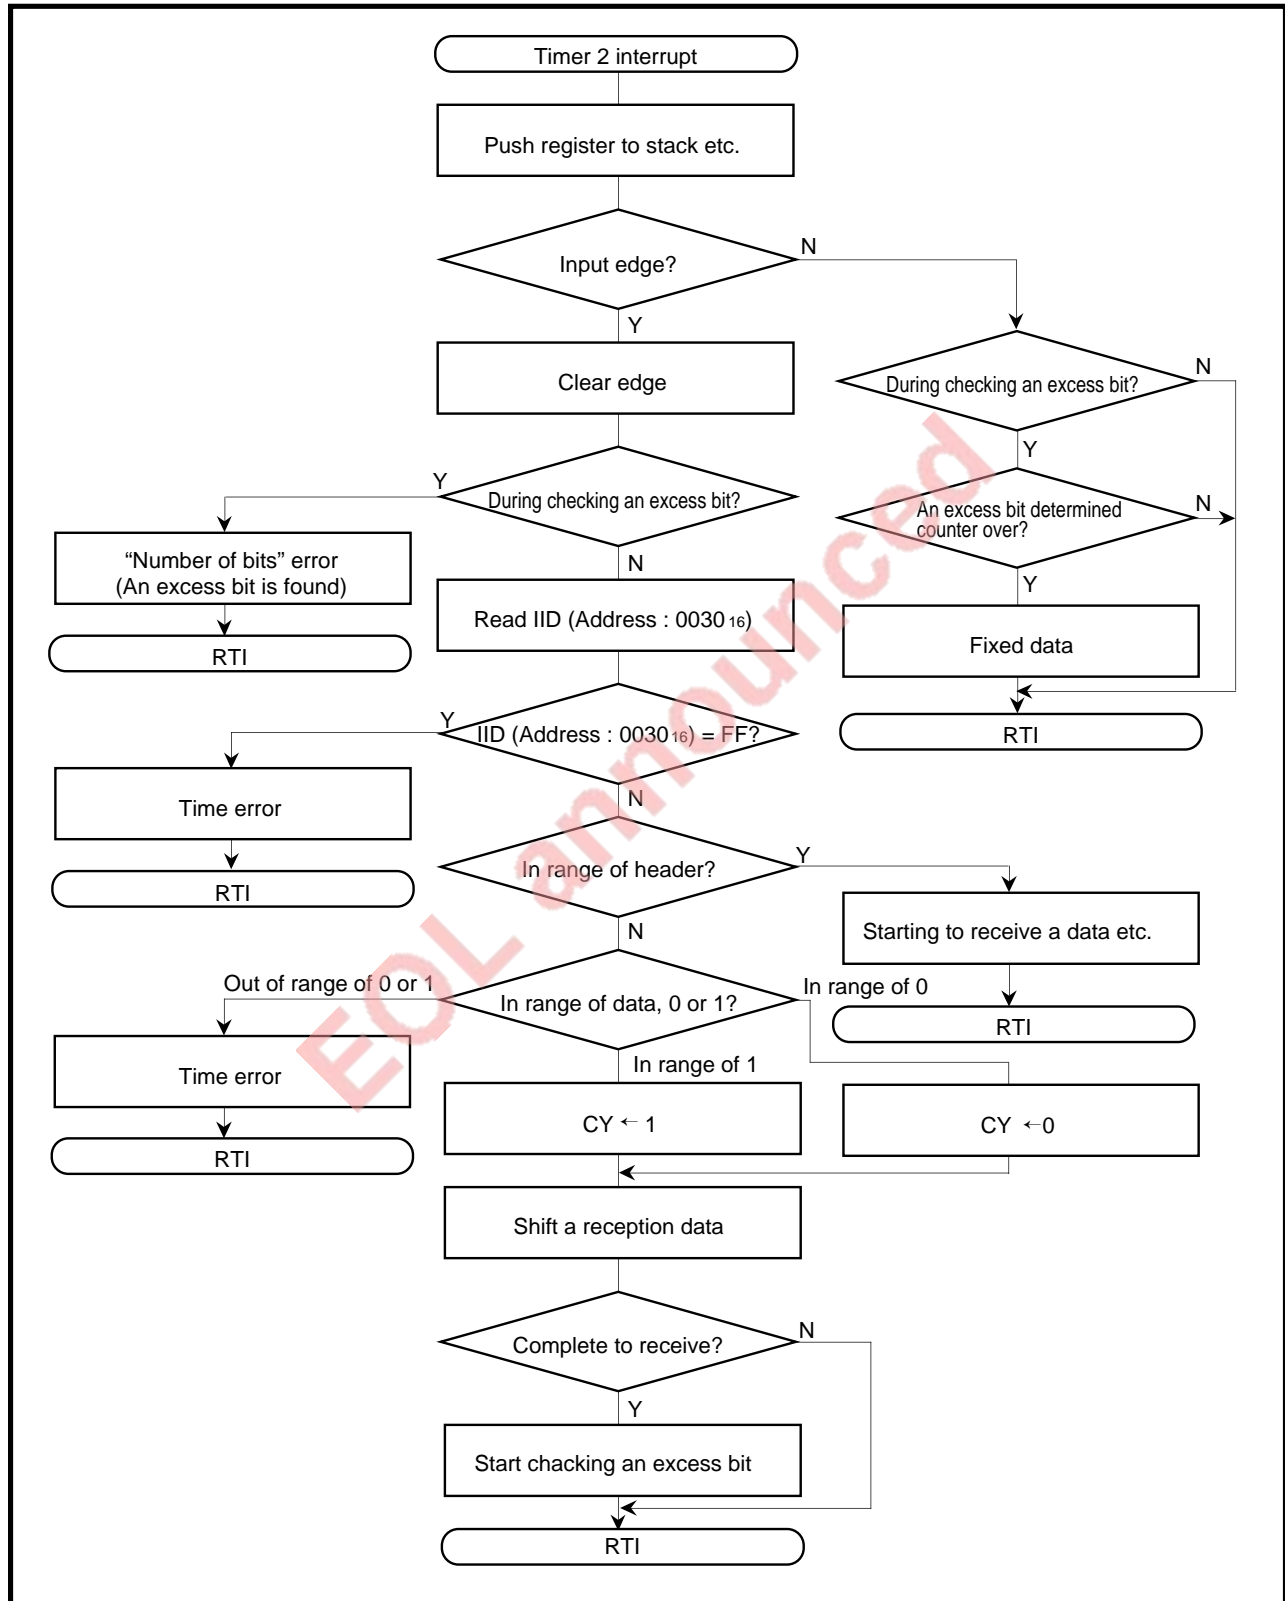 Timer 2 interrupt
Push register to stack etc.
Input edge?
N
Y
Clear edge
During checking an excess bit?
N
Y
During checking an excess bit?
Y
An excess bit determined
counter over?
N
"Number of bits" error
(An excess bit is found)
N
Y
Read IID (Address : 003016)
Fixed data
RTI
Y
IID (Address : 003016) = FF?
RTI
Time error
N
In range of header?
Y
RTI
Starting to receive a data etc.
N
Out of range of 0 or 1
In range of data, 0 or 1?
In range of 0
RTI
Time error
In range of 1
CY ← 1
CY ←0
RTI
Shift a reception data
Complete to receive?
N
Y
Start chacking an excess bit
RTI
EOL announced